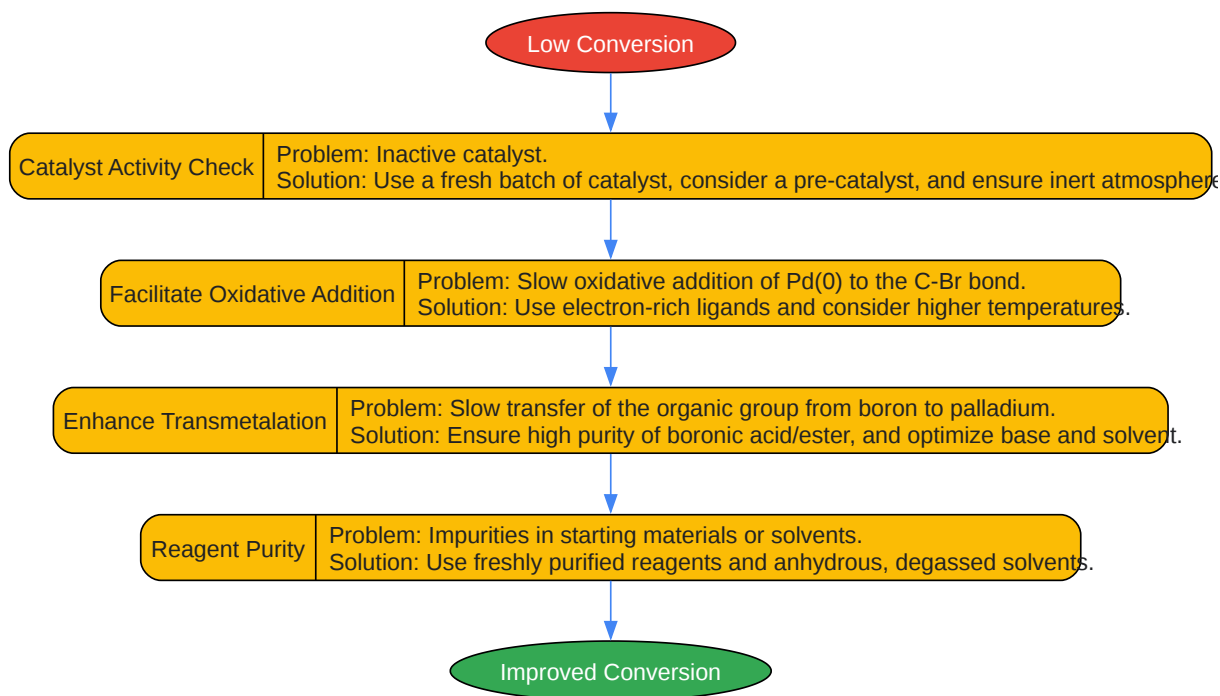 Low Conversion
Catalyst Activity Check
Problem: Inactive catalyst.
Solution: Use a fresh batch of catalyst, consider a pre-catalyst, and ensure inert atmosphere
Facilitate Oxidative Addition
Problem: Slow oxidative addition of Pd(0) to the C-Br bond.
Solution: Use electron-rich ligands and consider higher temperatures.
Enhance Transmetalation
Problem: Slow transfer of the organic group from boron to palladium.
Solution: Ensure high purity of boronic acid/ester, and optimize base and solvent.
Reagent Purity
Problem: Impurities in starting materials or solvents.
Solution: Use freshly purified reagents and anhydrous, degassed solvents.
Improved Conversion